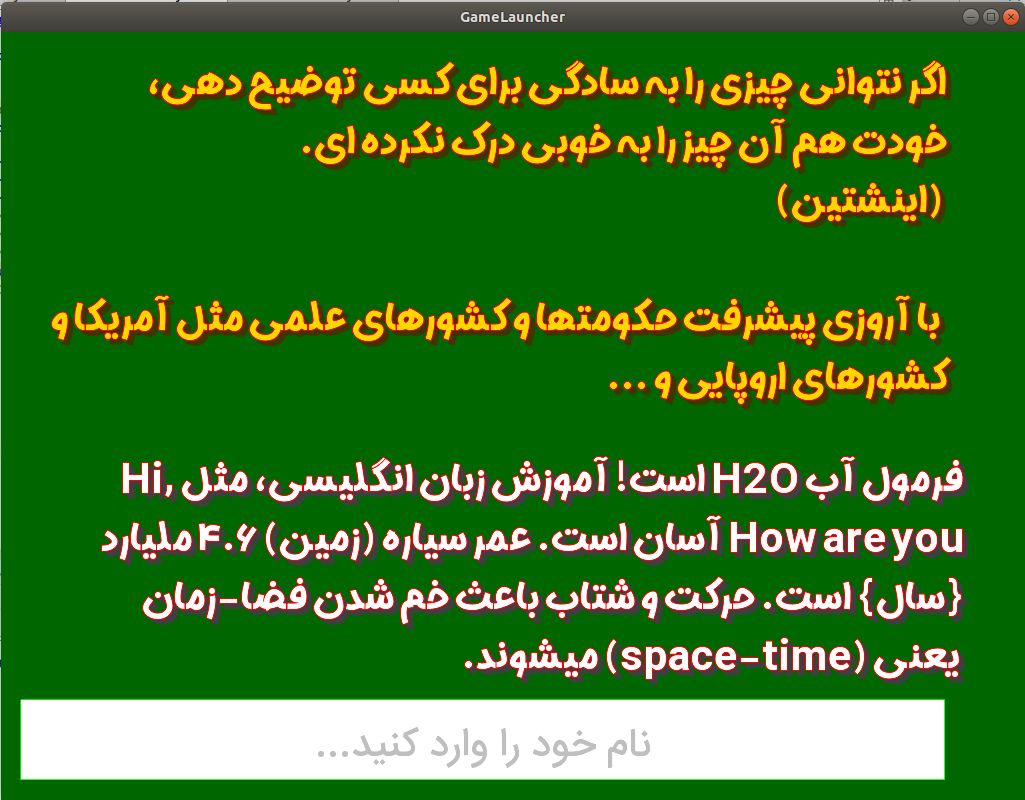 GameLauncher
اگر نتوانی چیزی را به سادگی برای کسی توضیح دهی،
خودت هم آن چیز را به خوبی درک نکرده ای.
(اینشتین)
با آروزی پیشرفت حکومتها و کشورهای علمی مثل آمریکا و
کشورهای اروپایی و ...
فرمول آب H2O است! آموزش زبان انگلیسی، مثل Hi,
How are you آسان است. عمر سیاره (زمین) ۴.۶ ملیارد
{سال} است. حرکت و شتاب باعث خم شدن فضا-زمان
یعنی (space-time) میشوند.
نام خود را وارد کنید...